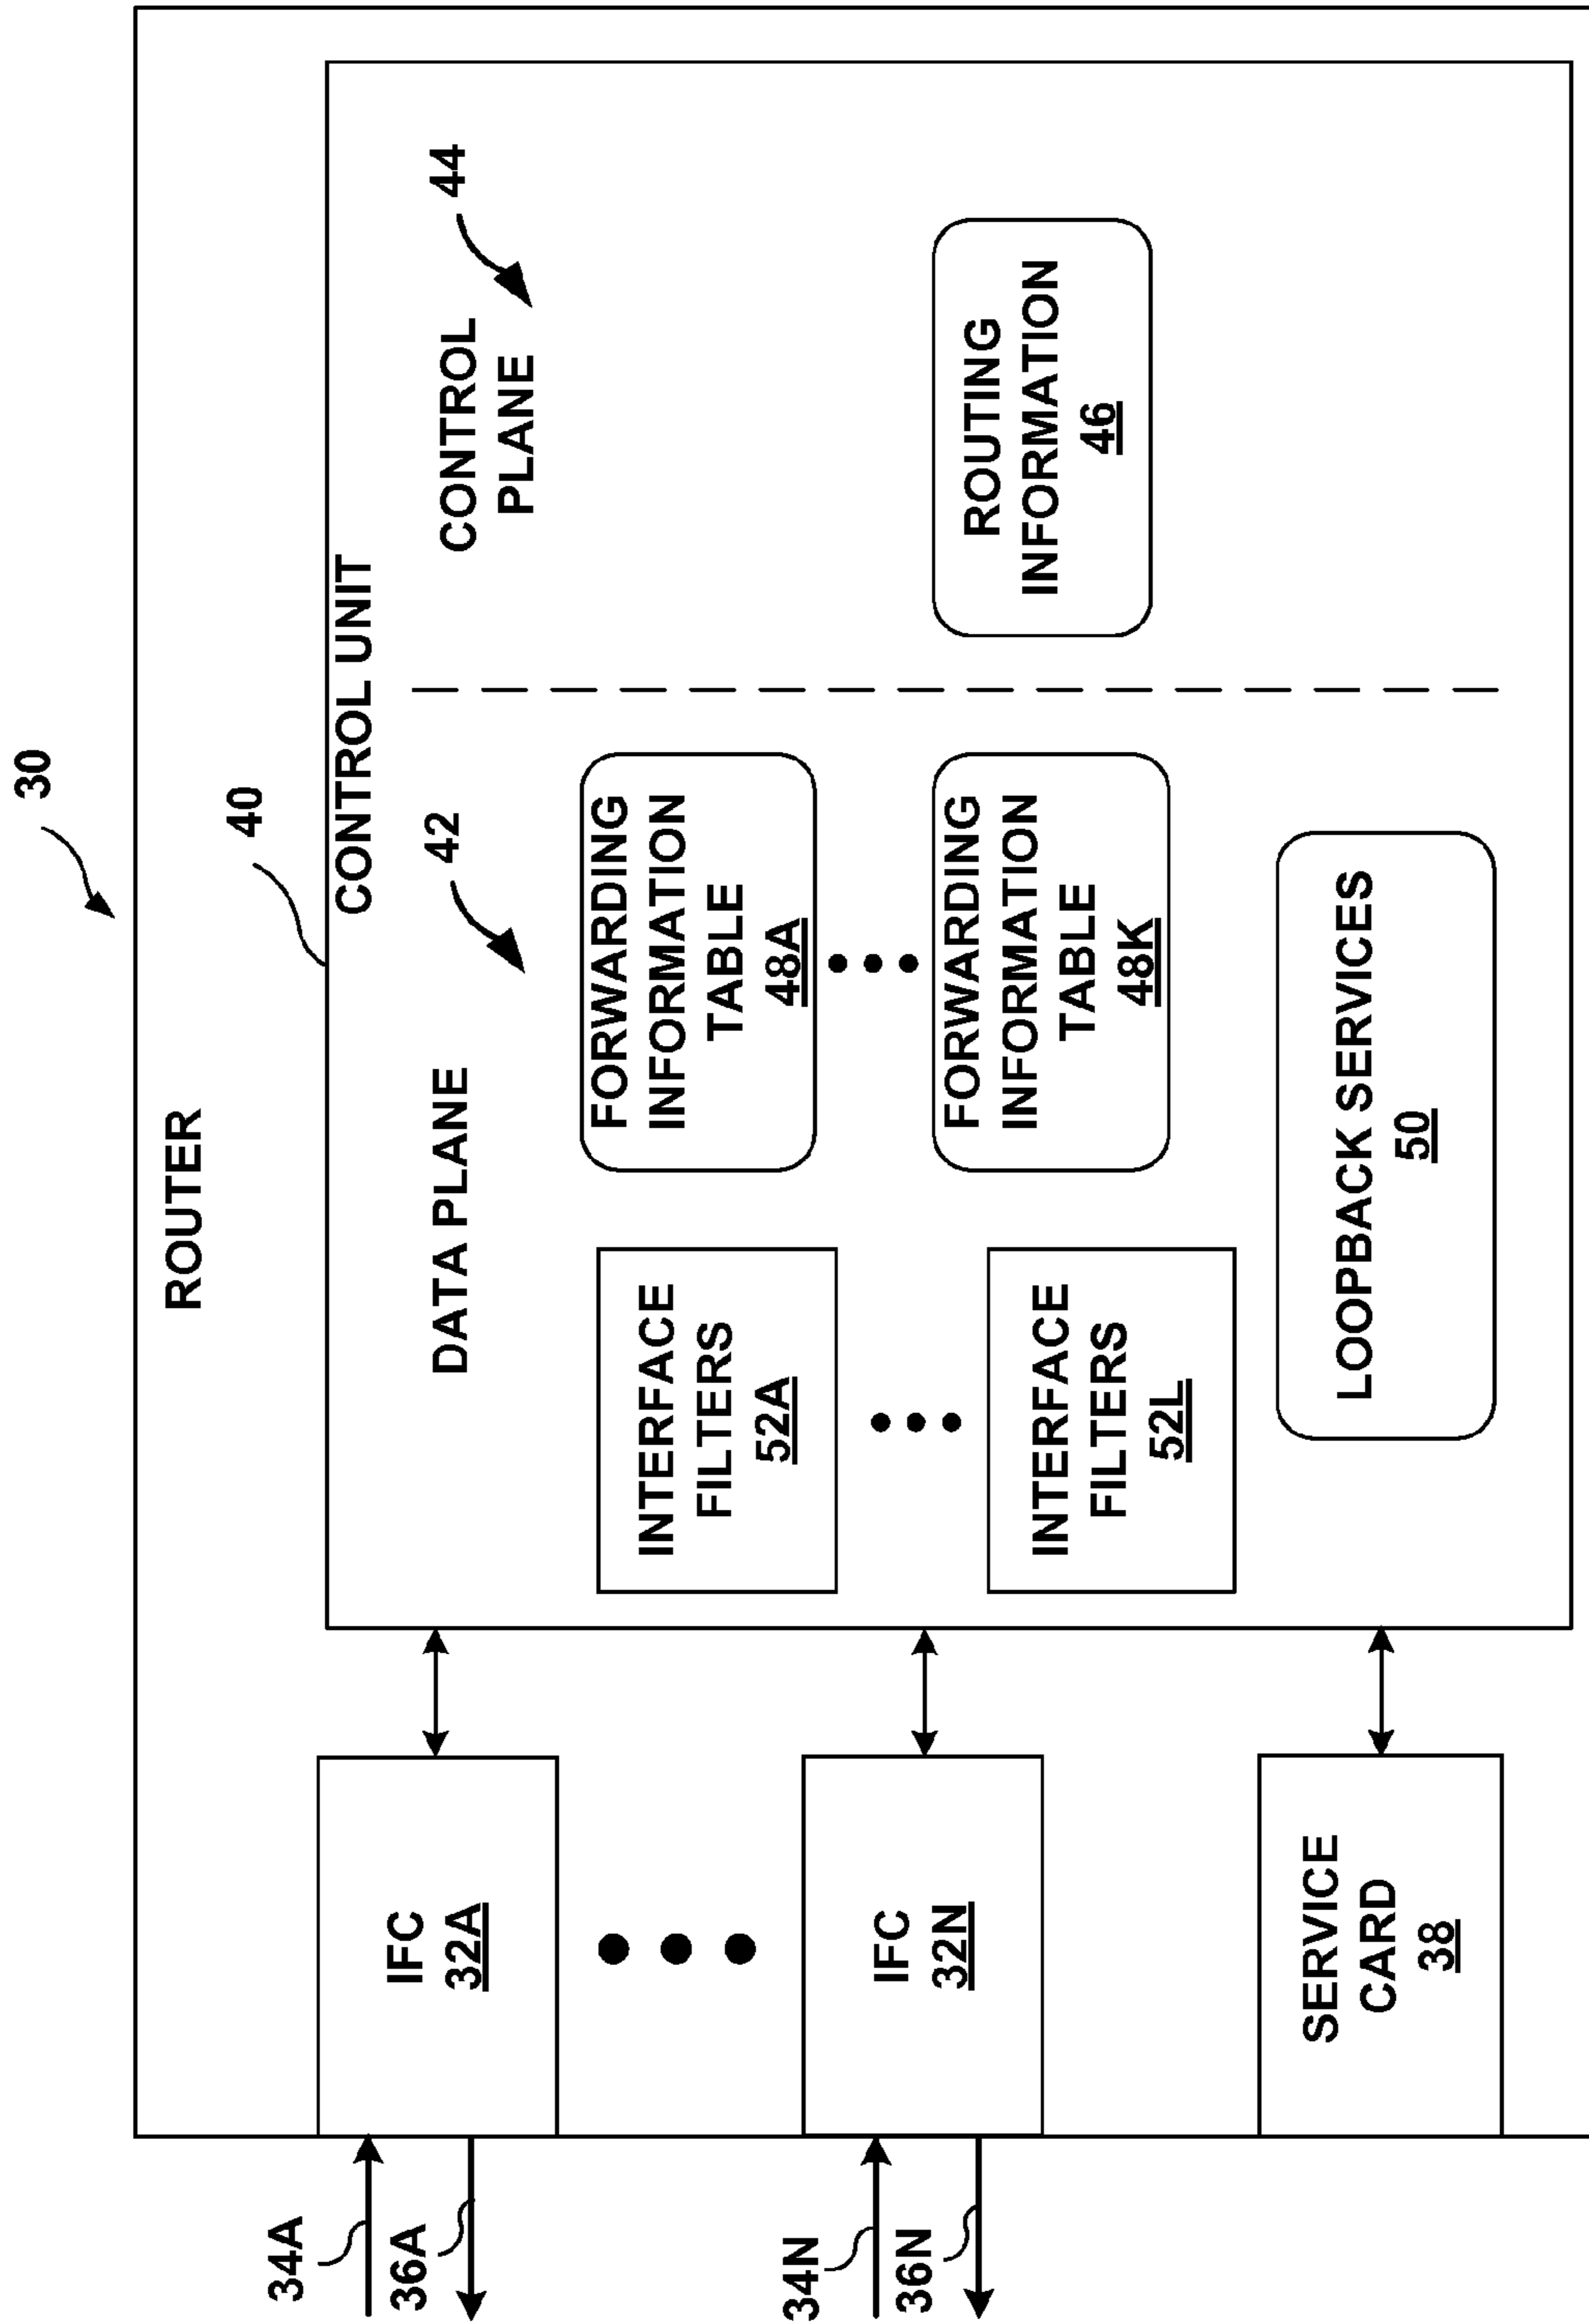 30
ROUTER
40
CONTROL UNIT
DATA PLANE
42
CONTROL
PLANE
44
34A
36A
IFC
32A
INTERFACE
FILTERS
52A
FORWARDING
INFORMATION
TABLE
48A
34N
36N
IFC
32N
INTERFACE
FILTERS
52L
FORWARDING
INFORMATION
TABLE
48K
ROUTING
INFORMATION
46
SERVICE
CARD
38
LOOPBACK SERVICES
50